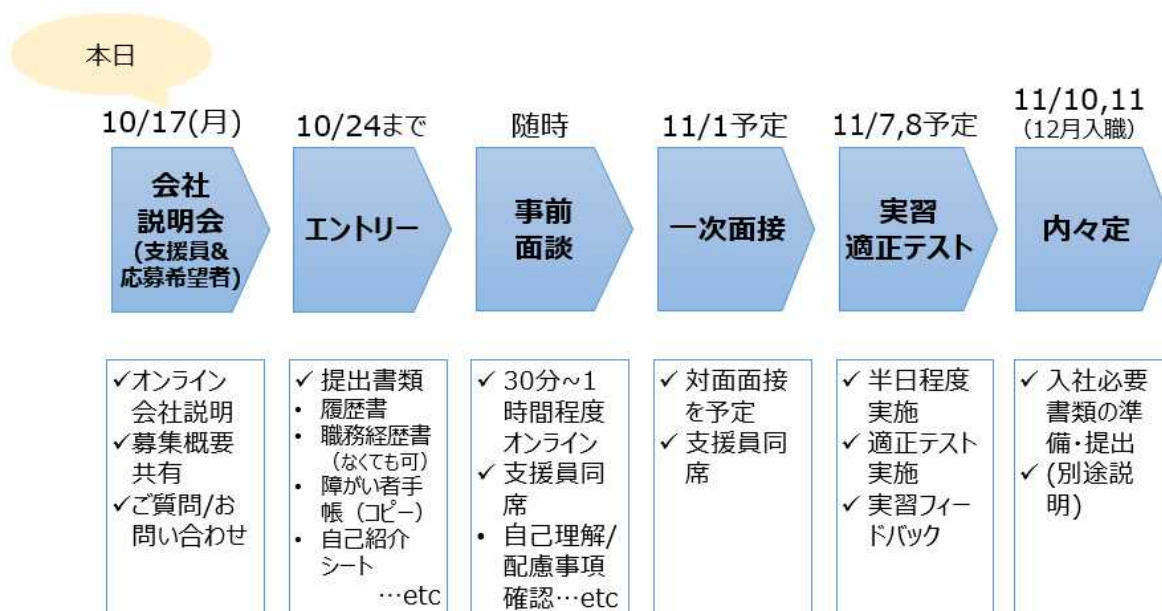 本日
10/17(月)
会社
説明会
(支援員&
応募希望者)
✓オンライン
会社説明
✓募集概要
共有
✓ご質問/お
問い合わせ
10/24まで
エントリー
✓ 提出書類
• 履歴書
• 職務経歴書
（なくても可）
• 障がい者手
帳（コピー）
• 自己紹介
シート
…etc
随時
事前
面談
✓ 30分~1
時間程度
オンライン
✓ 支援員同
席
• 自己理解/
配慮事項
確認…etc
11/1予定
一次面接
✓ 対面面接
を予定
✓ 支援員同
席
11/7,8予定
実習
適正テスト
✓ 半日程度
実施
✓ 適正テスト
実施
✓ 実習フィー
ドバック
11/10,11
（12月入職）
内々定
✓ 入社必要
書類の準
備・提出
✓ (別途説
明)